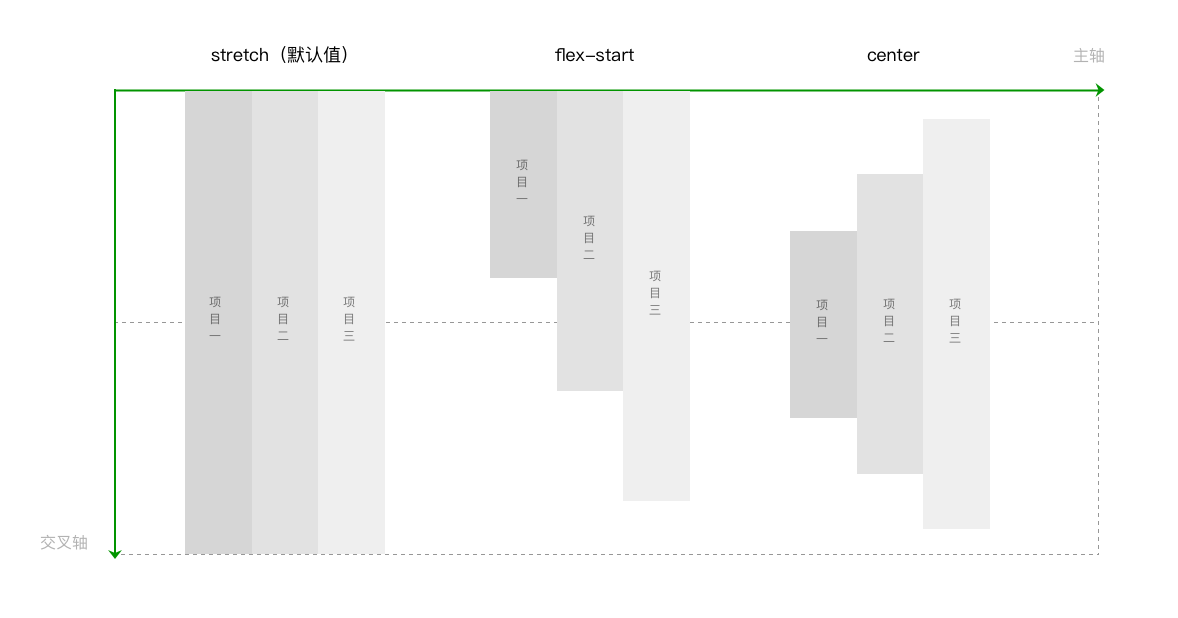 stretch（默认值）
flex–start
center
主轴
项
目
一
项
目
二
项
目
三
项
目
一
项
目
二
项
目
三
项
目
一
项
目
二
项
目
三
交叉轴